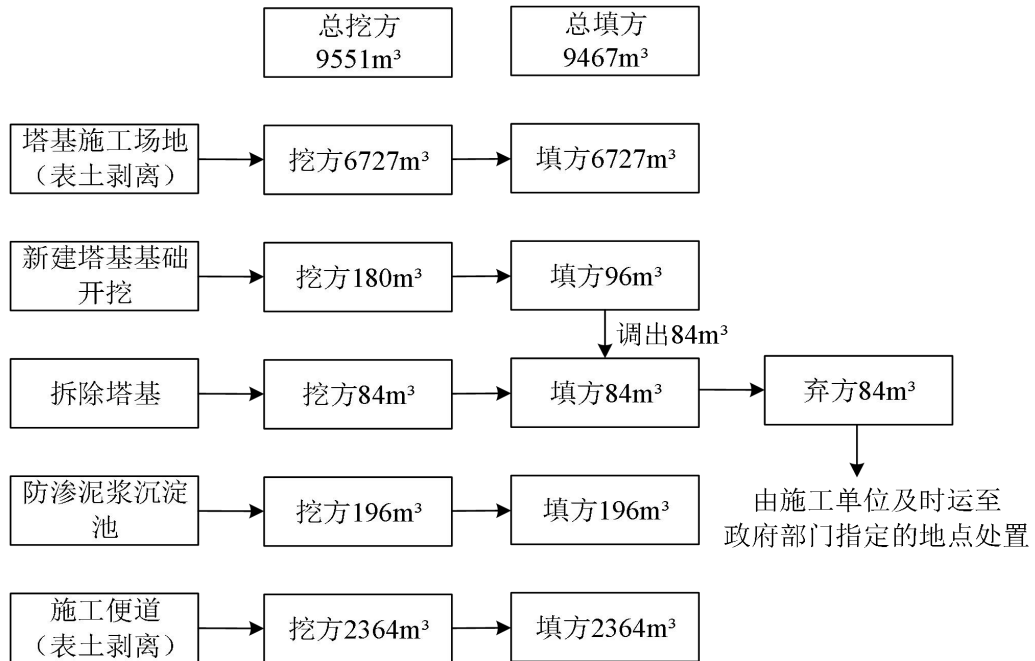 总挖方
9551m³
总填方
9467m³
塔基施工场地
（表土剥离）
挖方6727m³
填方6727m³
新建塔基基础
开挖
挖方180m³
填方96m³
调出84m³
拆除塔基
挖方84m³
填方84m³
弃方84m³
防渗泥浆沉淀
池
挖方196m³
填方196m³
由施工单位及时运至
政府部门指定的地点处置
施工便道
（表土剥离）
挖方2364m³
填方2364m³